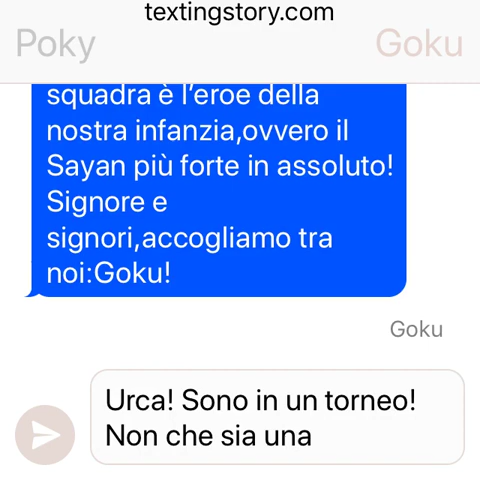 textingstory.com
Poky
Goku
squadra è l’eroe della
nostra infanzia,ovvero il
Sayan più forte in assoluto!
Signore e
signori,accogliamo tra
noi:Goku!
Goku
Urca! Sono in un torneo!
Non che sia una